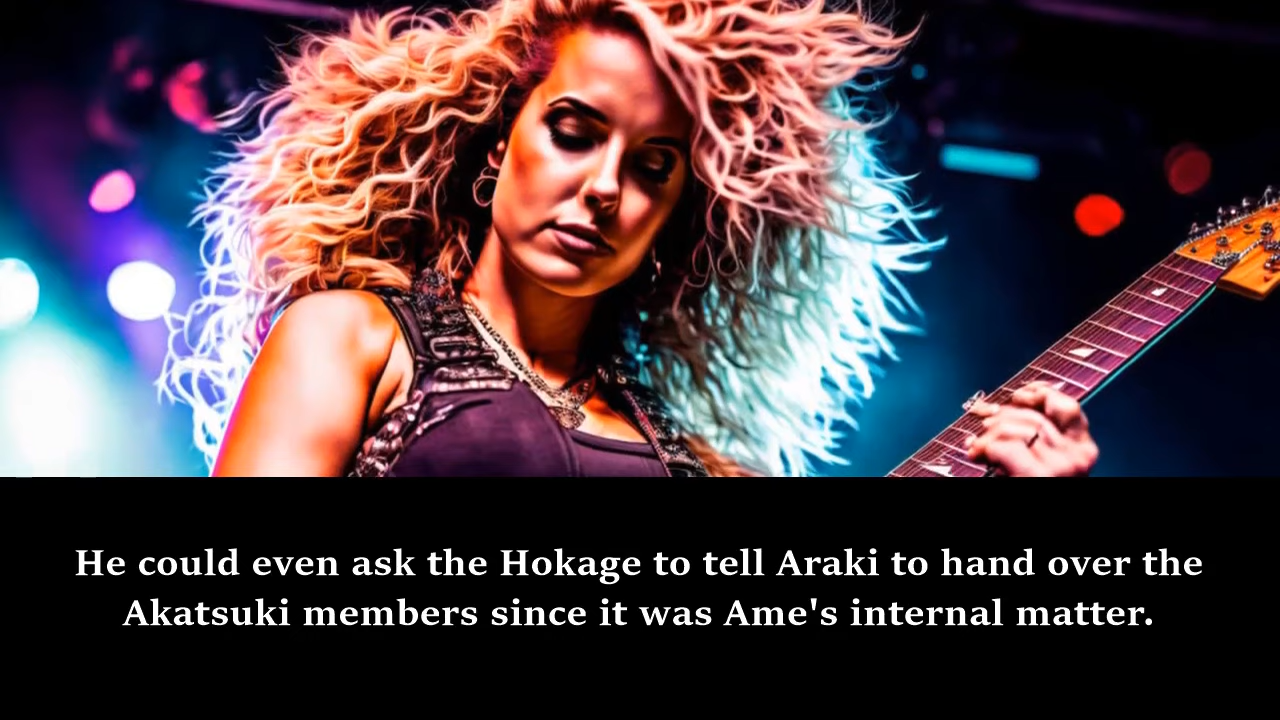 He could even ask the Hokage to tell Araki to hand over the
Akatsuki members since it was Ame's internal matter.